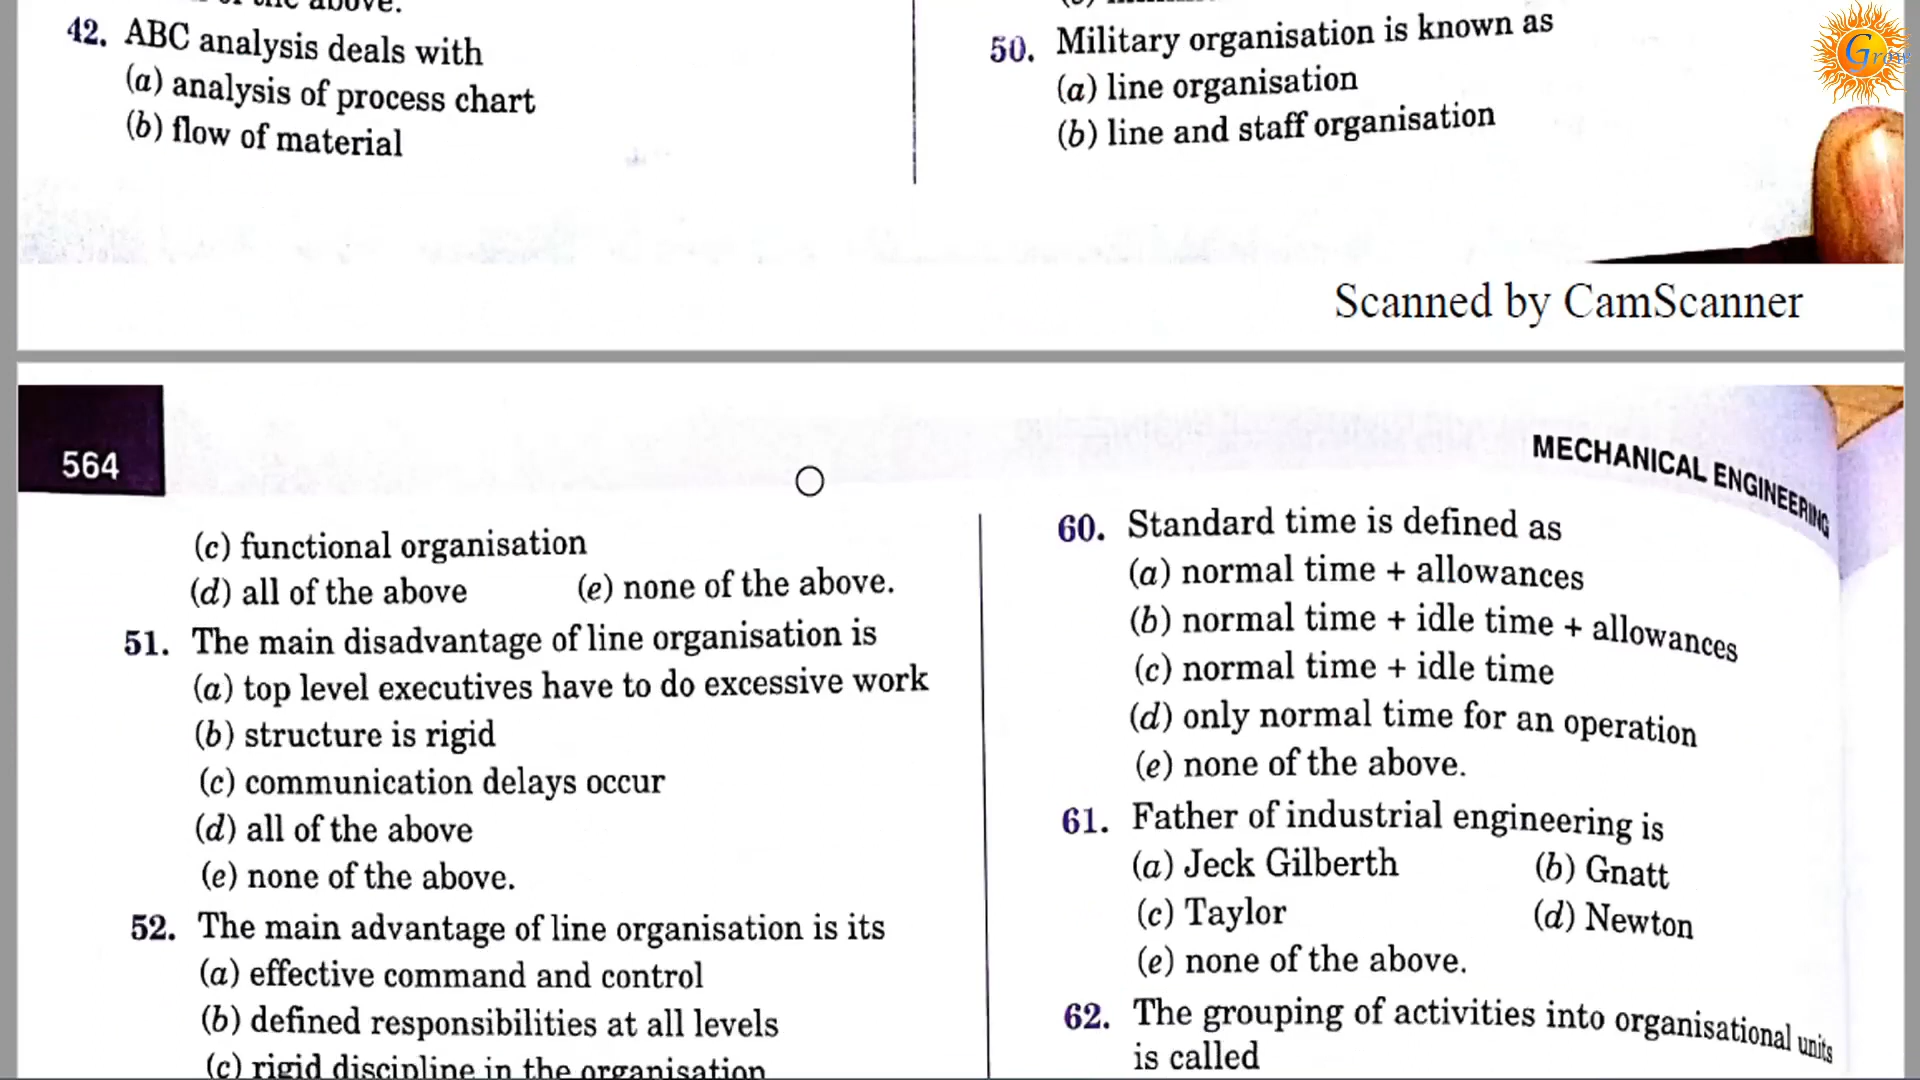 42. ABC analysis deals with
(a) analysis of process chart
(b) flow of material
50. Military organisation is known as
(a) line organisation
(b) line and staff organisation
Scanned by CamScanner
564
MECHANICAL ENGINEERING
(c) functional organisation
(d) all of the above (e) none of the above.
51. The main disadvantage of line organisation is
(a) top level executives have to do excessive work
(b) structure is rigid
(c) communication delays occur
(d) all of the above
(e) none of the above.
52. The main advantage of line organisation is its
(a) effective command and control
(b) defined responsibilities at all levels
(c) rigid discipline in the organisation
60. Standard time is defined as
(a) normal time + allowances
(b) normal time + idle time + allowances
(c) normal time + idle time
(d) only normal time for an operation
(e) none of the above.
61. Father of industrial engineering is
(a) Jeck Gilberth (b) Gnatt
(c) Taylor (d) Newton
(e) none of the above.
62. The grouping of activities into organisational units
is called